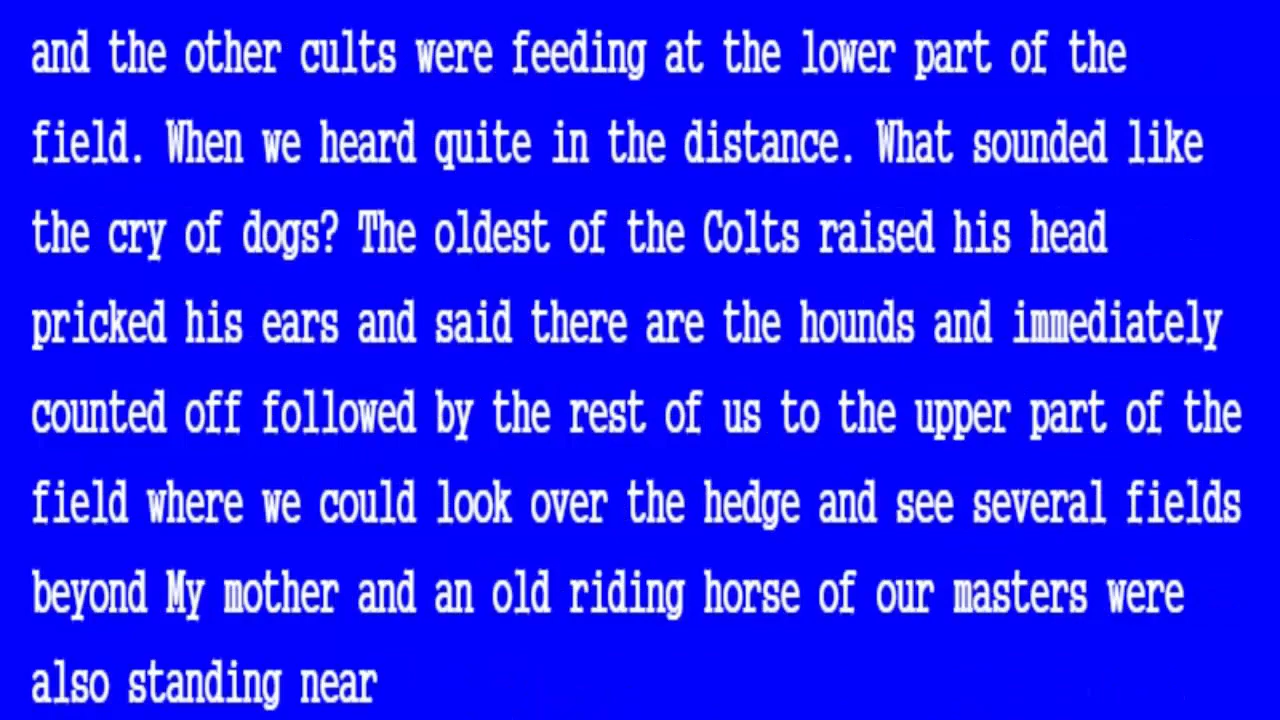 and the other cults were feeding at the lower part of the
field. When we heard quite in the distance. What sounded like
the cry of dogs? The oldest of the Colts raised his head
pricked his ears and said there are the hounds and immediately
counted off followed by the rest of us to the upper part of the
field where we could look over the hedge and see several fields
beyond My mother and an old riding horse of our masters were
also standing near